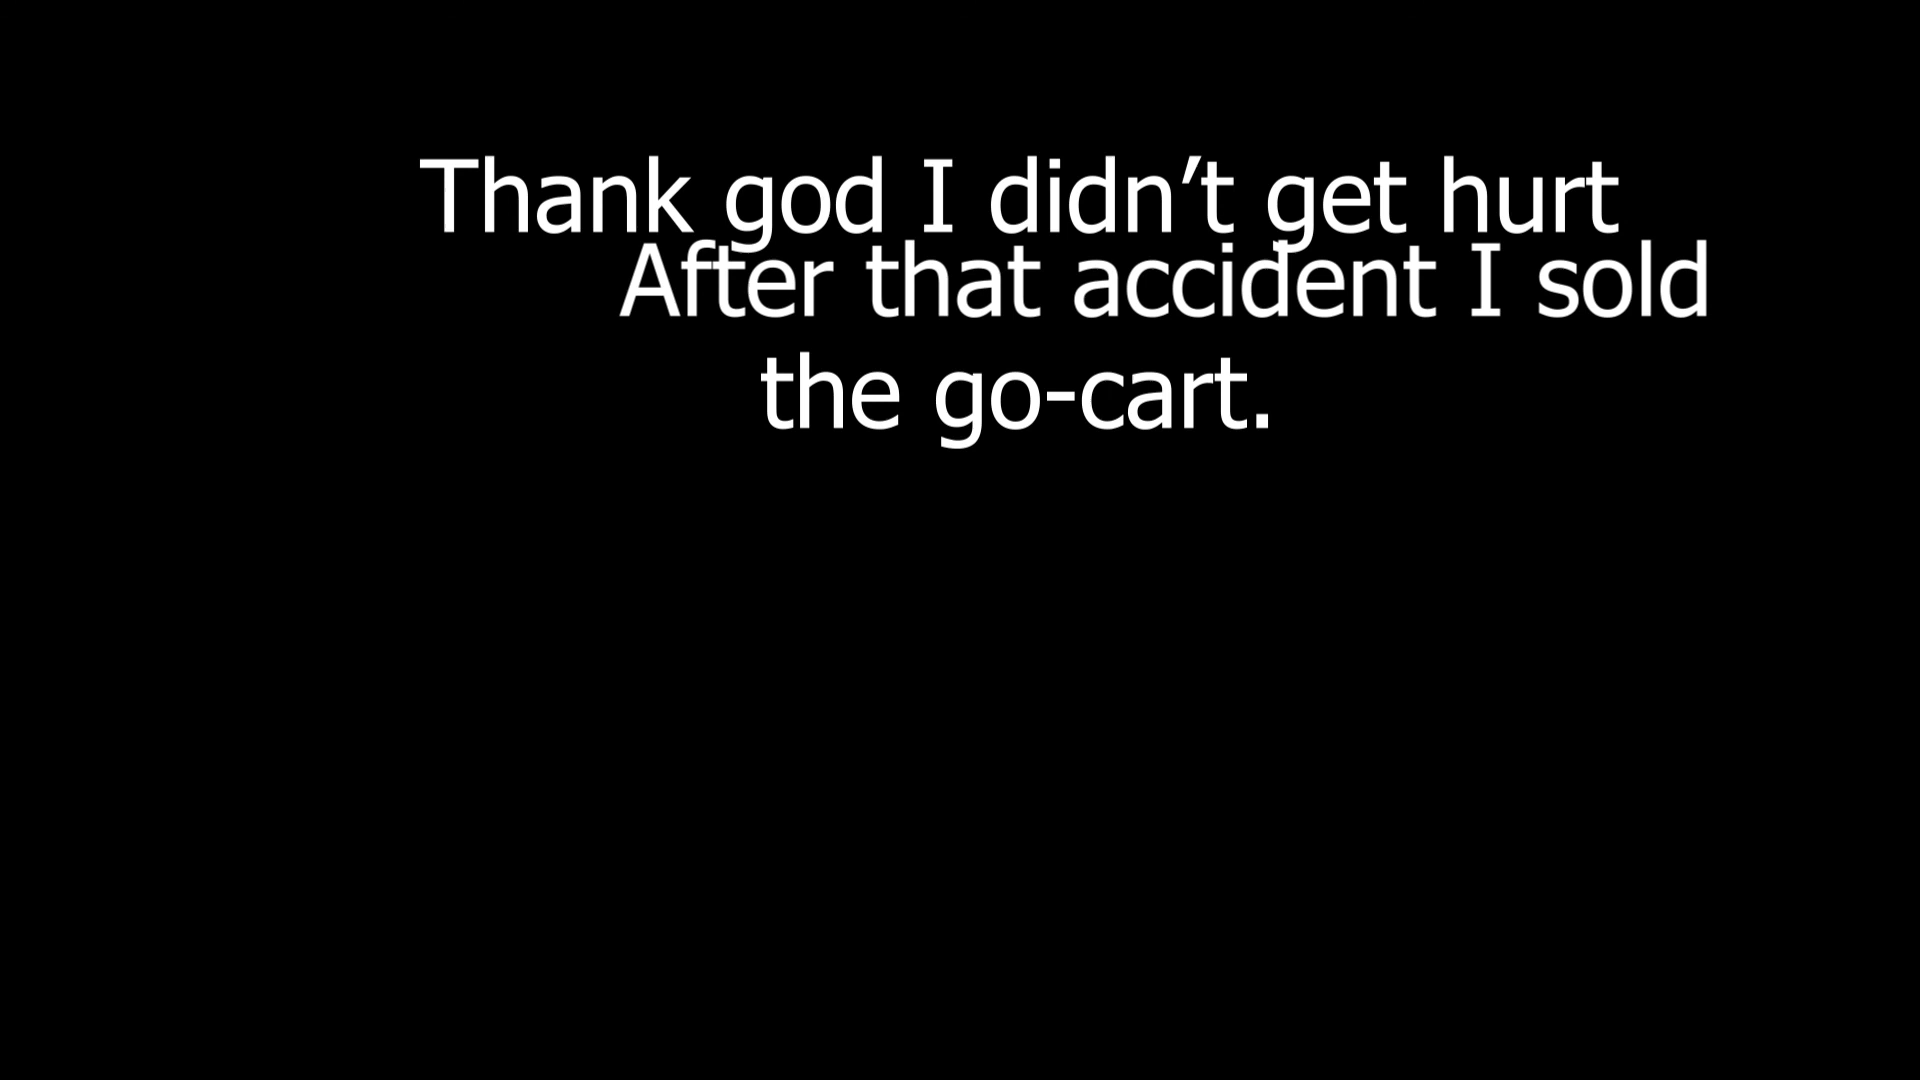 Thank god I didn’t get hurt
After that accident I sold
the go-cart.